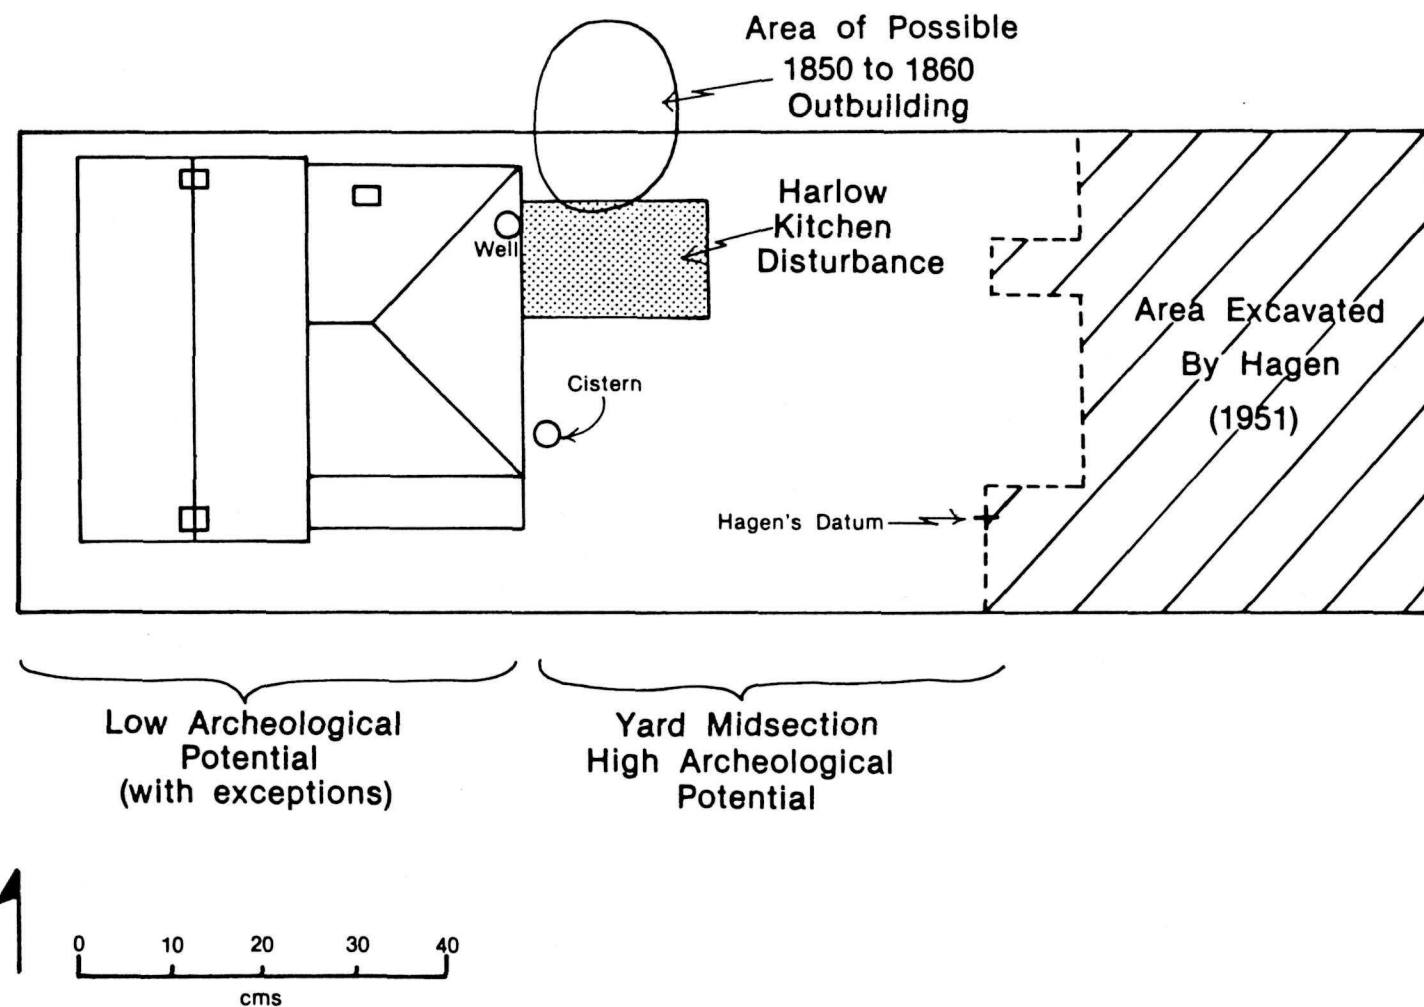 Area of Possible
1850 to 1860
Outbuilding
Harlow
Kitchen
Disturbance
Well
Area Excavated
By Hagen
(1951)
Cistern
Hagen's Datum
Low Archeological
Potential
(with exceptions)
Yard Midsection
High Archeological
Potential
0 10 20 30 40
cms